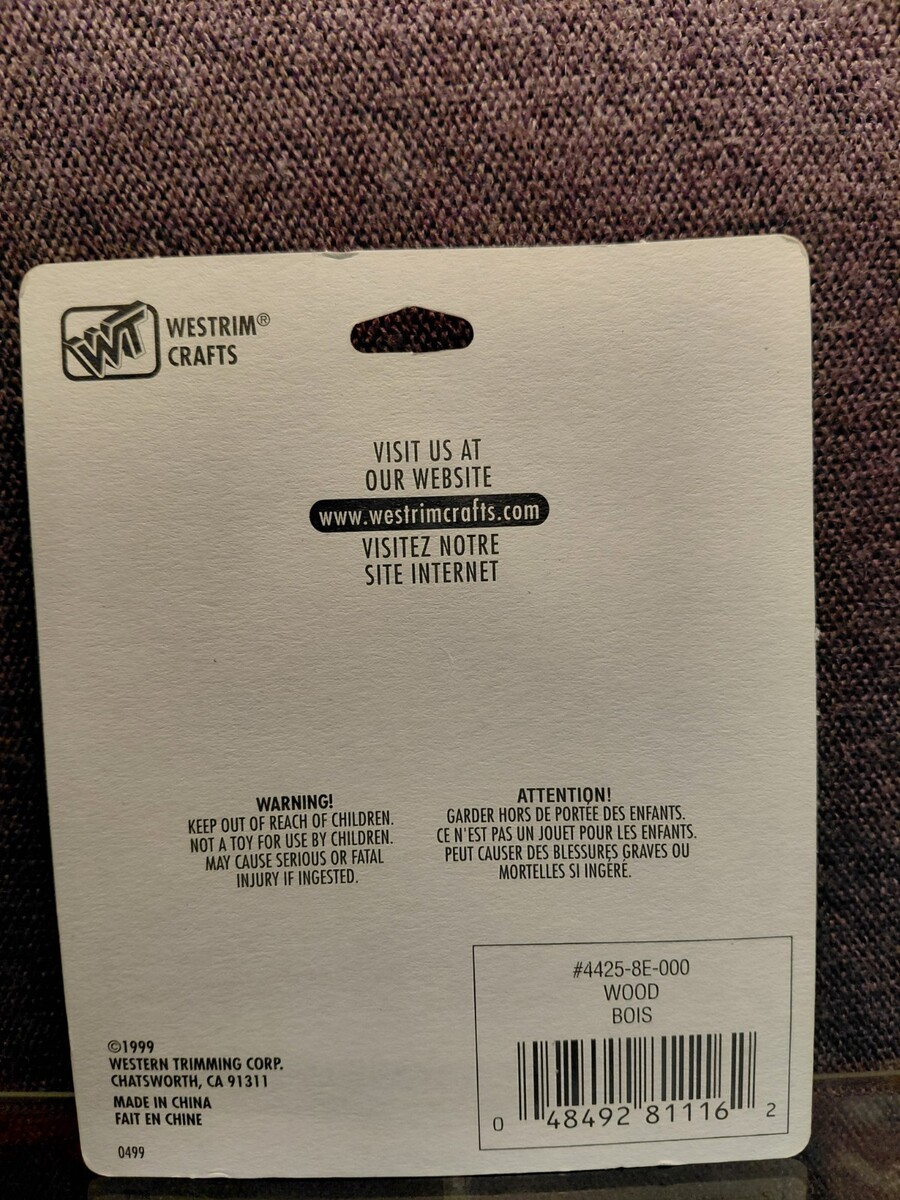 WT
WESTRIM®
CRAFTS
VISIT US AT
OUR WEBSITE
www.westrimcrafts.com
VISITEZ NOTRE
SITE INTERNET
WARNING!
KEEP OUT OF REACH OF CHILDREN.
NOT A TOY FOR USE BY CHILDREN.
MAY CAUSE SERIOUS OR FATAL
INJURY IF INGESTED.
ATTENTION!
GARDER HORS DE PORTÉE DES ENFANTS.
CE N'EST PAS UN JOUET POUR LES ENFANTS.
PEUT CAUSER DES BLESSURES GRAVES OU
MORTELLES SI INGÉRÉ.
©1999
WESTERN TRIMMING CORP.
CHATSWORTH, CA 91311
MADE IN CHINA
FAIT EN CHINE
0499
#4425-8E-000
WOOD
BOIS
0 48492 81116 2